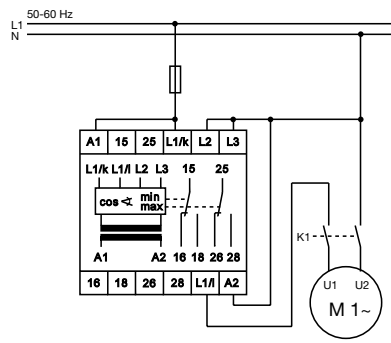 50-60 Hz
L1
N
A1 15 25 L1/k L2 L3
L1/k L1/l L2 L3 15 25
cos ∢ min
max
A1 A2 16 18 26 28
16 18 26 28 L1/l A2
K1
U1 U2
M 1~